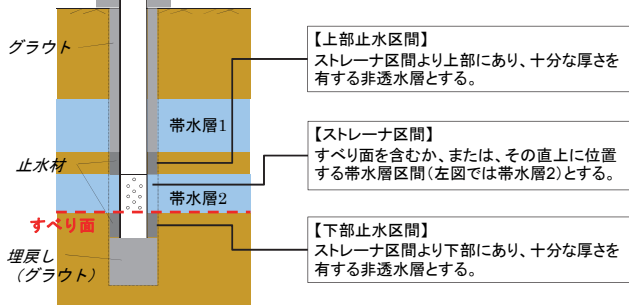 グラウト
帯水層1
止水材
帯水層2
すべり面
埋戻し
(グラウト)
【上部止水区間】
ストレーナ区間より上部にあり、十分な厚さを
有する非透水層とする。
【ストレーナ区間】
すべり面を含むか、または、その直上に位置
する帯水層区間(左図では帯水層2)とする。
【下部止水区間】
ストレーナ区間より下部にあり、十分な厚さを
有する非透水層とする。